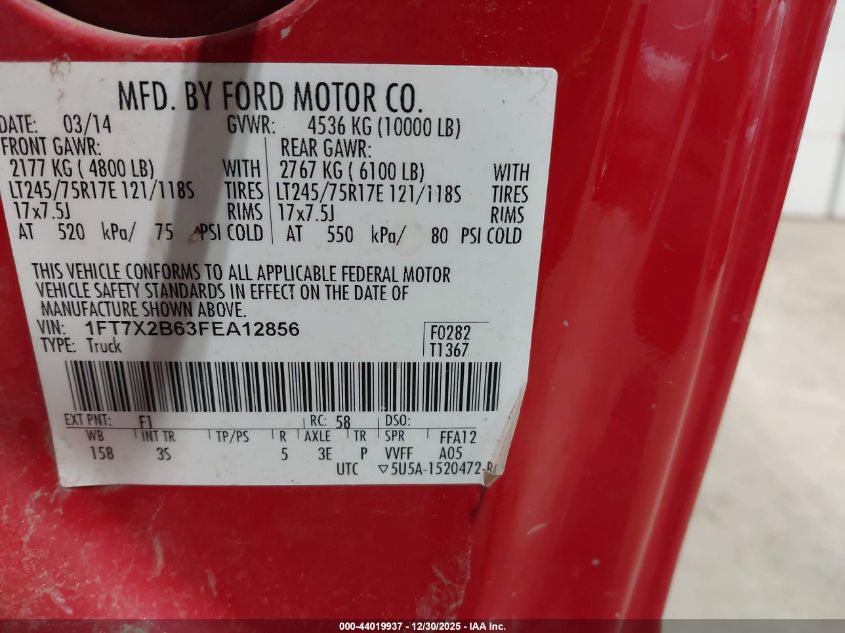 MFD. BY FORD MOTOR CO.
DATE: 03/14 GVWR: 4536 KG (10000 LB)
FRONT GAWR: REAR GAWR:
2177 KG ( 4800 LB) WITH 2767 KG ( 6100 LB) WITH
LT245/75R17E 121/118S TIRES LT245/75R17E 121/118S TIRES
17x7.5J RIMS 17x7.5J RIMS
AT 520 kPa/ 75 PSI COLD AT 550 kPa/ 80 PSI COLD
THIS VEHICLE CONFORMS TO ALL APPLICABLE FEDERAL MOTOR
VEHICLE SAFETY STANDARDS IN EFFECT ON THE DATE OF
MANUFACTURE SHOWN ABOVE.
VIN: 1FT7X2B63FEA12856 F0282
TYPE: Truck T1367
EXT PNT: F1 RC: 58 DSO:
WB INT TR TP/PS R AXLE TR SPR FFA12
158 3S 5 3E P VVFF A05
UTC ▽5U5A-1520472-
000-44019937 - 12/30/2025 - IAA Inc.